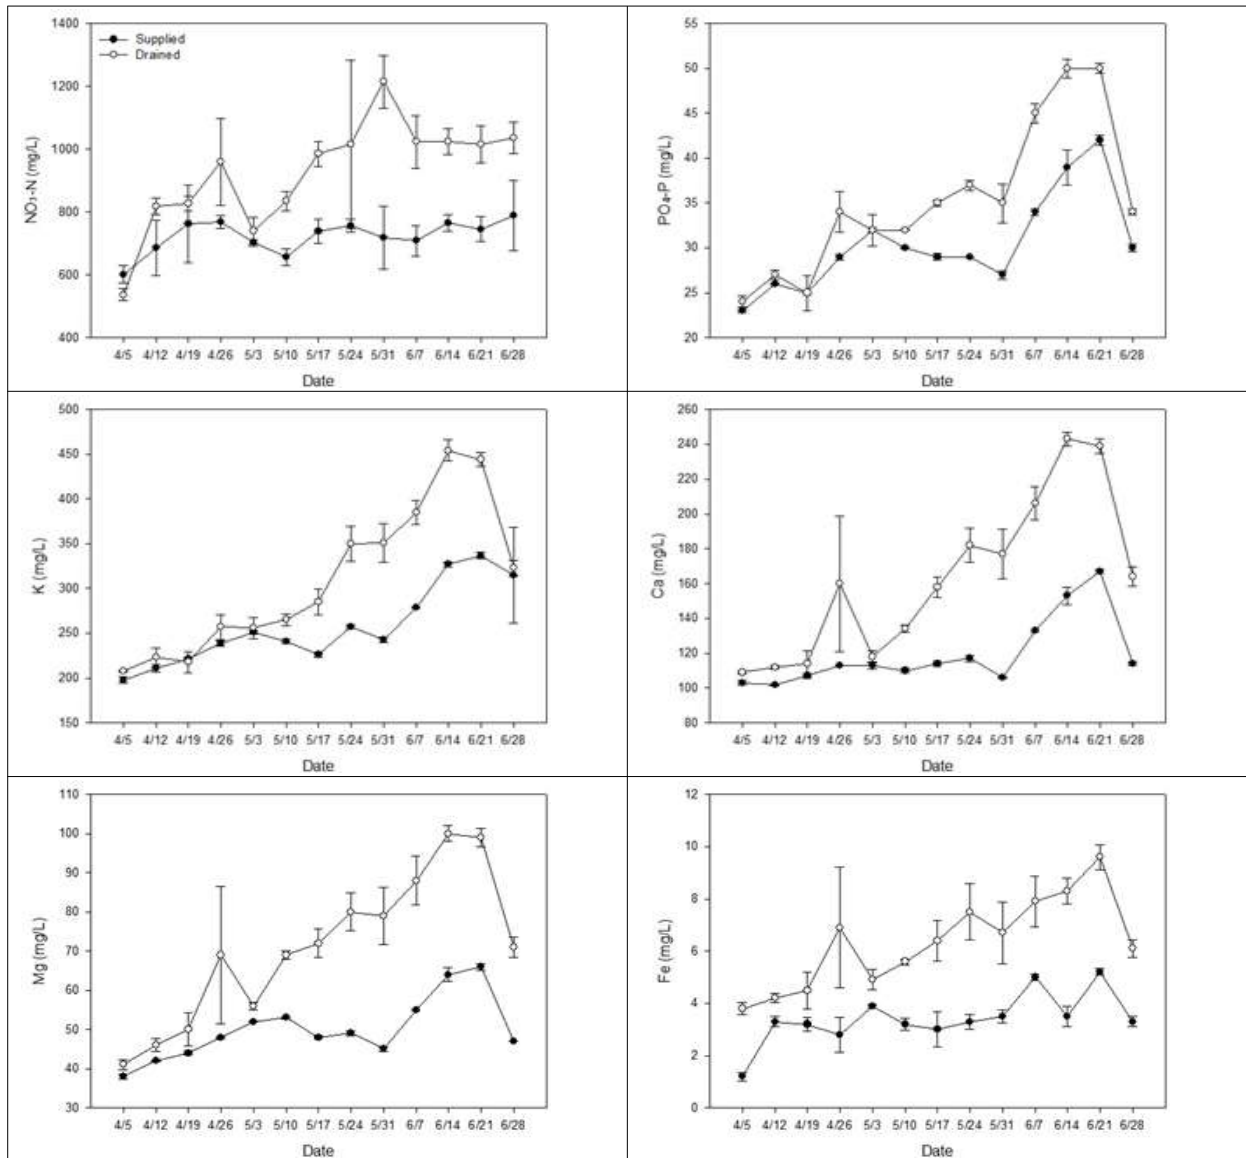 1400
1200
1000
800
600
400
NO₃-N (mg/L)
Supplied
Drained
4/5 4/12 4/19 4/26 5/3 5/10 5/17 5/24 5/31 6/7 6/14 6/21 6/28
Date
55
50
45
40
35
30
25
20
PO₄-P (mg/L)
4/5 4/12 4/19 4/26 5/3 5/10 5/17 5/24 5/31 6/7 6/14 6/21 6/28
Date
500
450
400
350
300
250
200
150
K (mg/L)
4/5 4/12 4/19 4/26 5/3 5/10 5/17 5/24 5/31 6/7 6/14 6/21 6/28
Date
260
240
220
200
180
160
140
120
100
80
Ca (mg/L)
4/5 4/12 4/19 4/26 5/3 5/10 5/17 5/24 5/31 6/7 6/14 6/21 6/28
Date
110
100
90
80
70
60
50
40
30
Mg (mg/L)
4/5 4/12 4/19 4/26 5/3 5/10 5/17 5/24 5/31 6/7 6/14 6/21 6/28
Date
12
10
8
6
4
2
0
Fe (mg/L)
4/5 4/12 4/19 4/26 5/3 5/10 5/17 5/24 5/31 6/7 6/14 6/21 6/28
Date